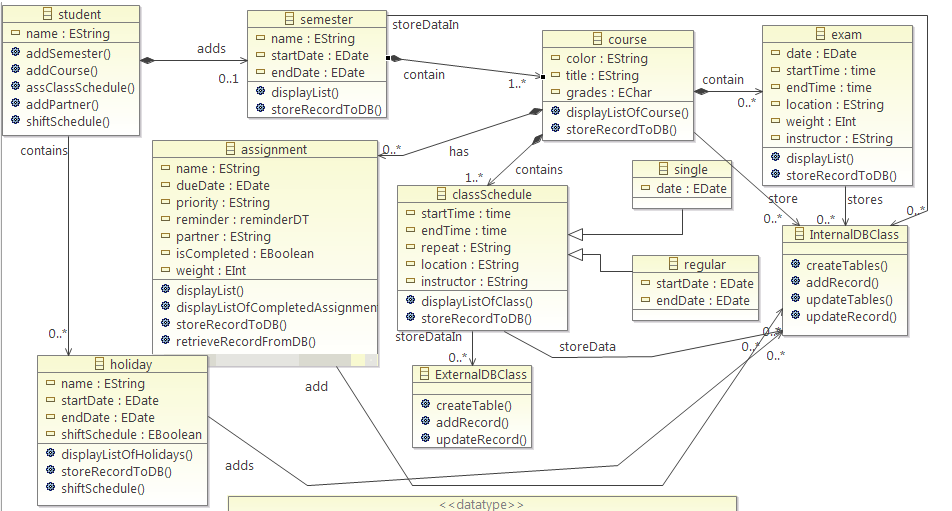 student
name : EString
addSemester()
addCourse()
assClassSchedule()
addPartner()
shiftSchedule()
adds
0..1
semester
name : EString
startDate : EDate
endDate : EDate
displayList()
storeRecordToDB()
storeDataIn
contain
1..*
course
color : EString
title : EString
grades : EChar
displayListOfCourse()
storeRecordToDB()
contain
0..*
exam
date : EDate
startTime : time
endTime : time
location : EString
weight : EInt
instructor : EString
displayList()
storeRecordToDB()
contains
0..*
assignment
name : EString
dueDate : EDate
priority : EString
reminder : reminderDT
partner : EString
isCompleted : EBoolean
weight : EInt
displayList()
displayListOfCompletedAssignment
storeRecordToDB()
retrieveRecordFromDB()
0..*
has
contains
1..*
classSchedule
startTime : time
endTime : time
repeat : EString
location : EString
instructor : EString
displayListOfClass()
storeRecordToDB()
single
date : EDate
regular
startDate : EDate
endDate : EDate
store
0..*
stores
0..*
0..*
InternalDBClass
createTables()
addRecord()
updateTables()
updateRecord()
storeDataIn
0..*
storeData
0..*
0..*
0..*
ExternalDBClass
createTable()
addRecord()
updateRecord()
holiday
name : EString
startDate : EDate
endDate : EDate
shiftSchedule : EBoolean
displayListOfHolidays()
storeRecordToDB()
shiftSchedule()
add
adds
<<datatype>>